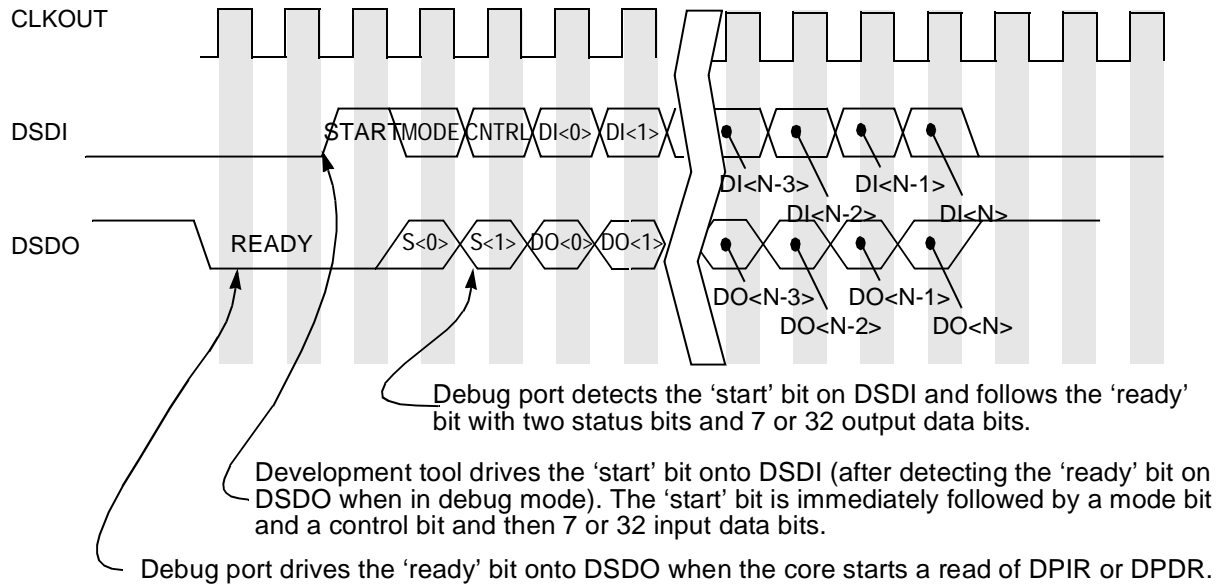 CLKOUT
DSDI
START MODE CNTRL DI<0> DI<1>
DI<N-3> DI<N-1>
DI<N-2> DI<N>
DSDO
READY S<0> S<1> DO<0> DO<1>
DO<N-3> DO<N-1>
DO<N-2> DO<N>
Debug port detects the ‘start’ bit on DSDI and follows the ‘ready’
bit with two status bits and 7 or 32 output data bits.
Development tool drives the ‘start’ bit onto DSDI (after detecting the ‘ready’ bit on
DSDO when in debug mode). The ‘start’ bit is immediately followed by a mode bit
and a control bit and then 7 or 32 input data bits.
Debug port drives the ‘ready’ bit onto DSDO when the core starts a read of DPIR or DPDR.